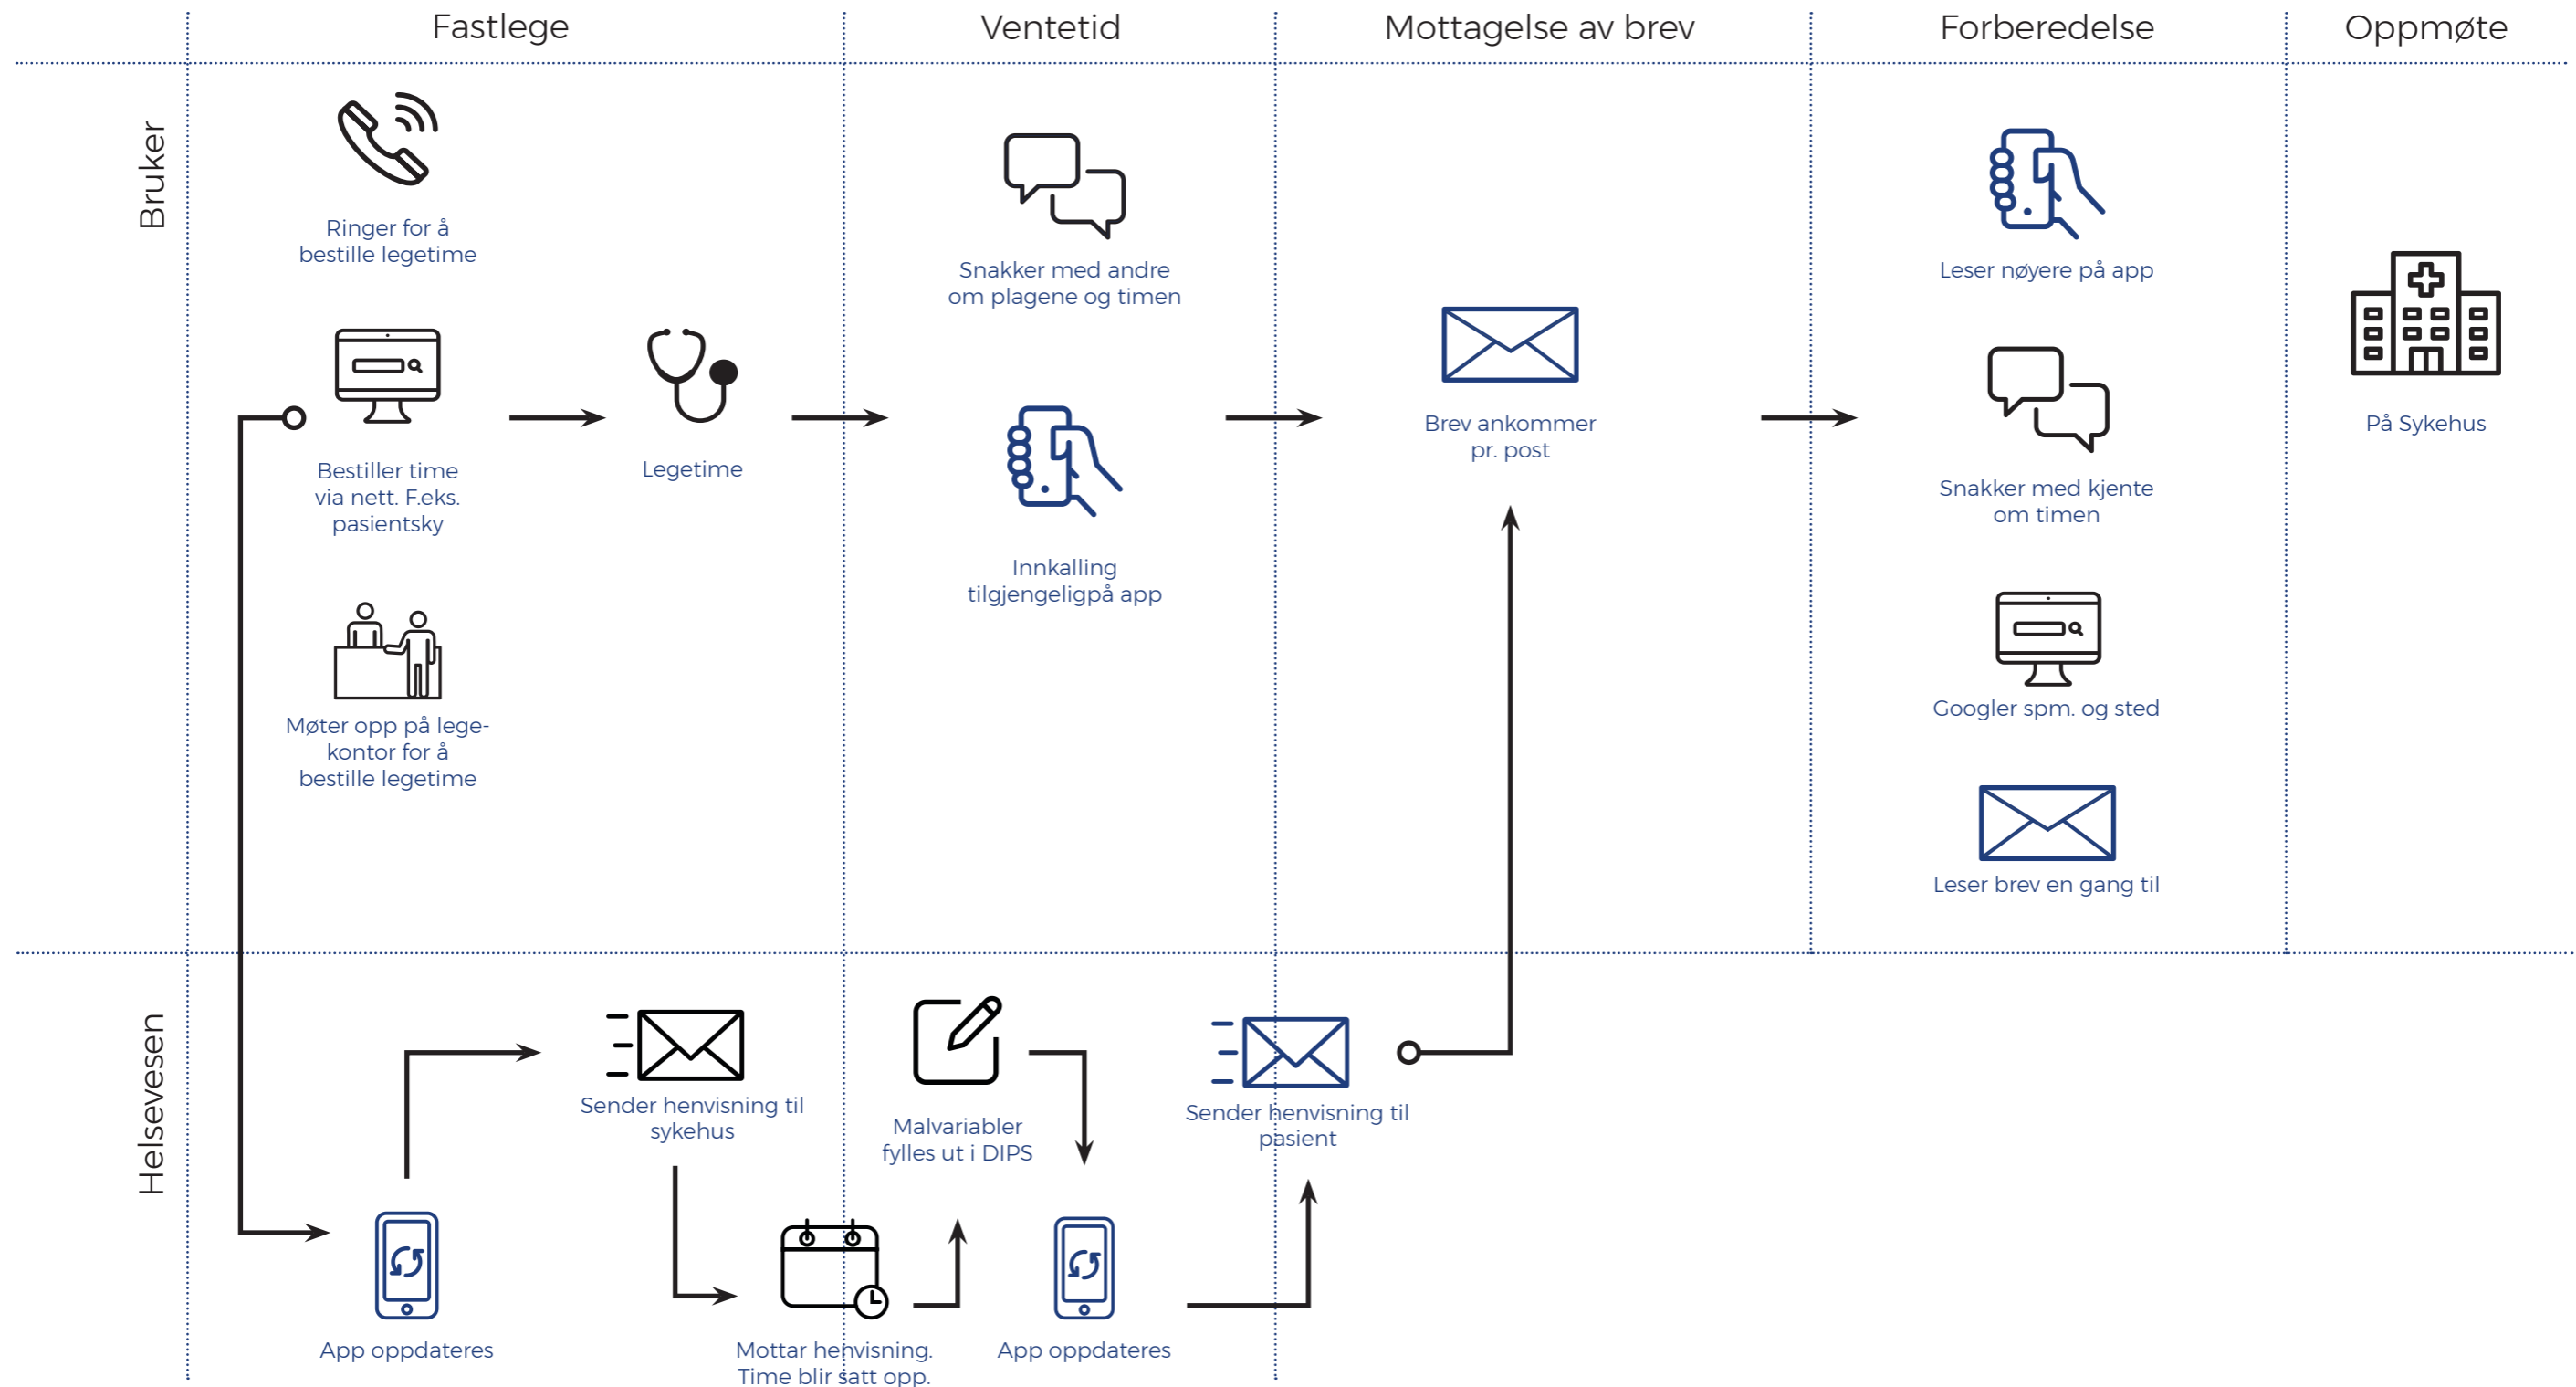 Fastlege
Ventetid
Mottagelse av brev
Forberedelse
Oppmøte
Bruker
Ringer for å
bestille legetime
Bestiller time
via nett. F.eks.
pasientsky
Møter opp på lege-
kontor for å
bestille legetime
Legetime
Snakker med andre
om plagene og timen
Innkalling
tilgjengeligpå app
Brev ankommer
pr. post
Leser nøyere på app
Snakker med kjente
om timen
Googler spm. og sted
Leser brev en gang til
På Sykehus
Helsevesen
App oppdateres
Sender henvisning til
sykehus
Mottar henvisning.
Time blir satt opp.
Malvariabler
fylles ut i DIPS
App oppdateres
Sender henvisning til
pasient